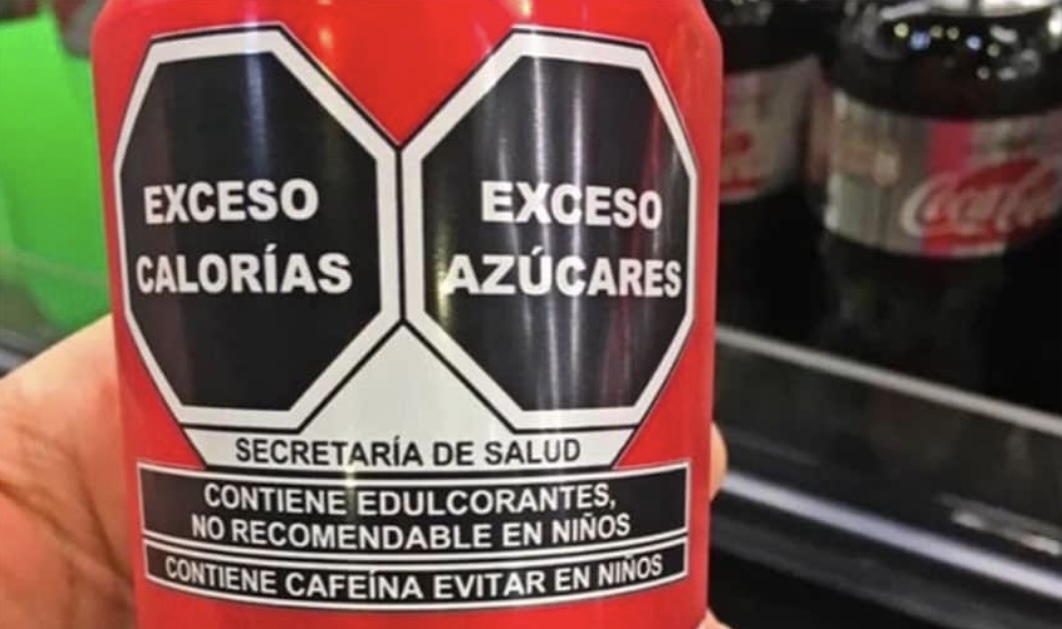 EXCESO
CALORÍAS
EXCESO
AZÚCARES
SECRETARÍA DE SALUD
CONTIENE EDULCORANTES,
NO RECOMENDABLE EN NIÑOS
CONTIENE CAFEÍNA EVITAR EN NIÑOS
Coca-Co